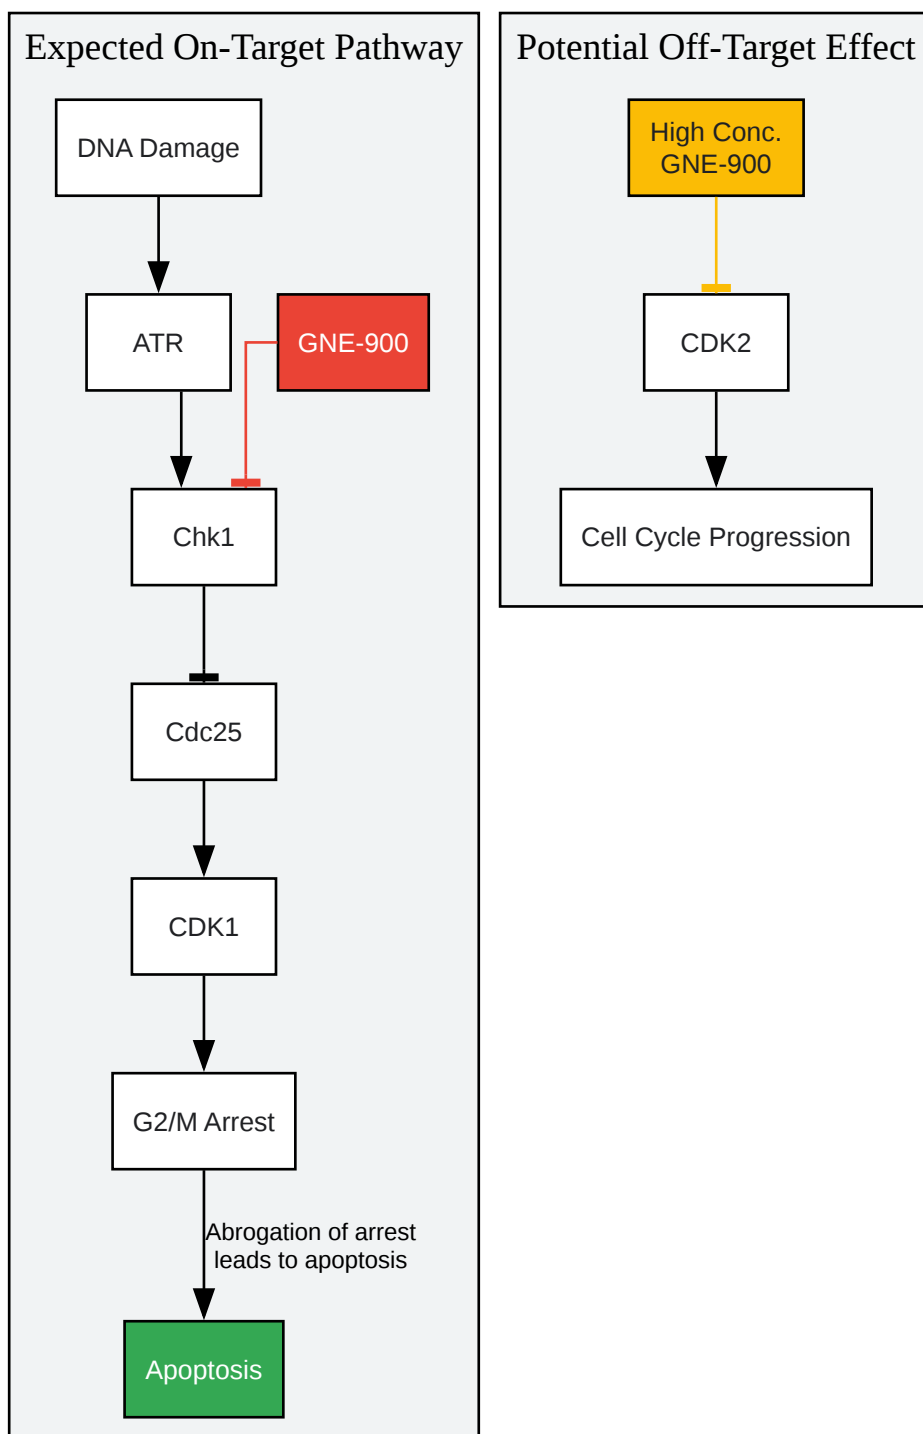 Expected On-Target Pathway
DNA Damage
ATR
GNE-900
Chk1
Cdc25
CDK1
G2/M Arrest
Abrogation of arrest
leads to apoptosis
Apoptosis
Potential Off-Target Effect
High Conc.
GNE-900
CDK2
Cell Cycle Progression